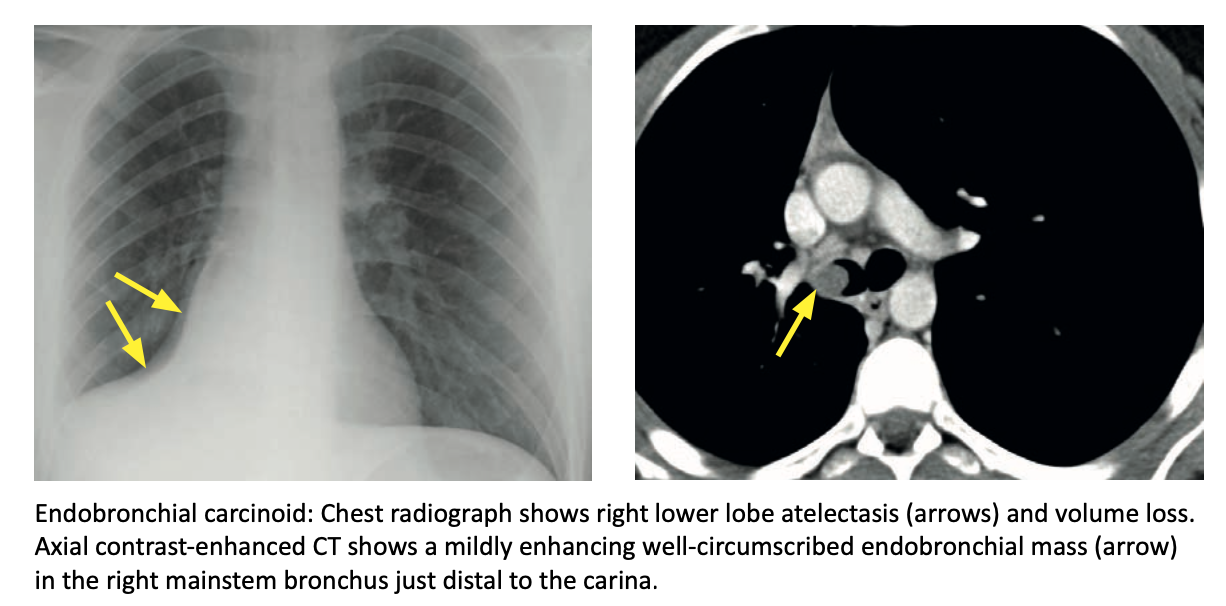 Endobronchial carcinoid: Chest radiograph shows right lower lobe atelectasis (arrows) and volume loss.
Axial contrast-enhanced CT shows a mildly enhancing well-circumscribed endobronchial mass (arrow)
in the right mainstem bronchus just distal to the carina.